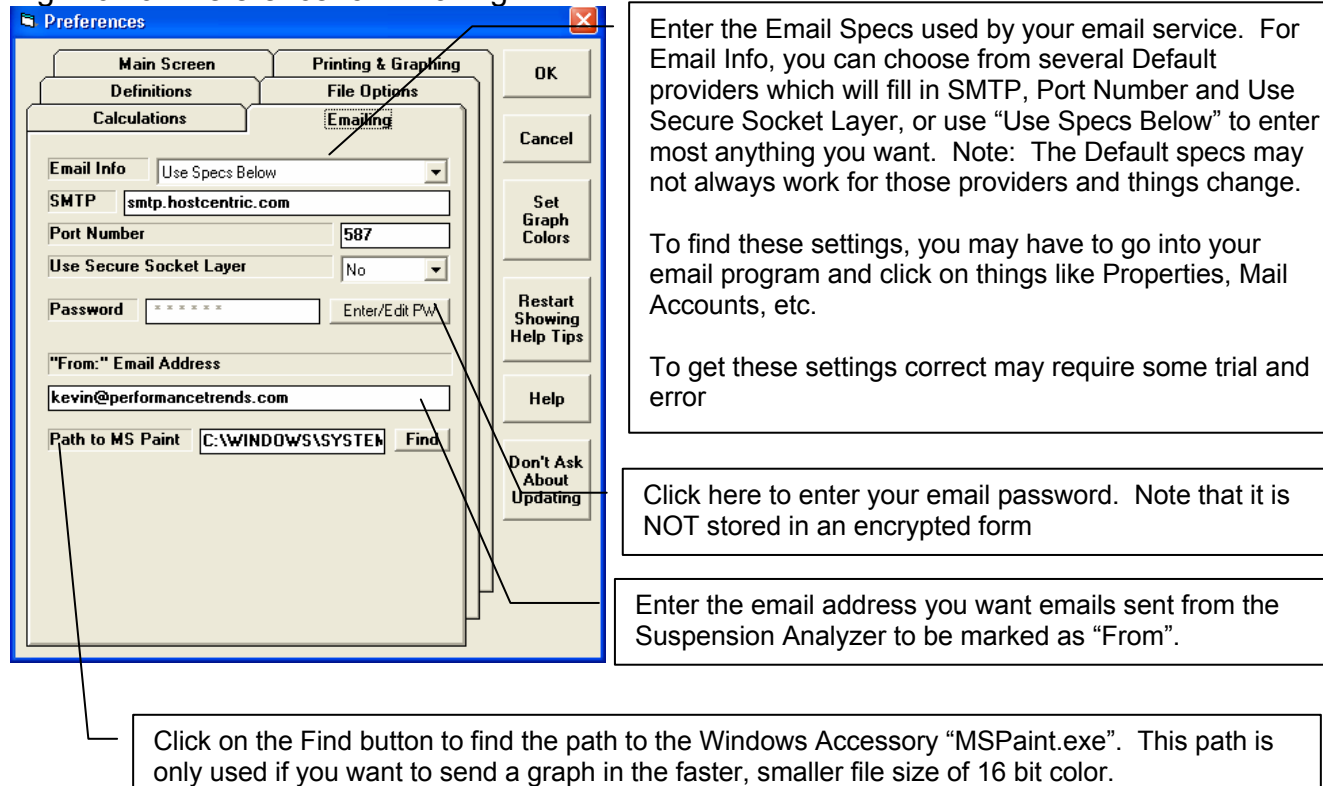 Preferences
Main Screen
Printing & Graphing
Definitions
File Options
Calculations
Emailing
Email Info
Use Specs Below
SMTP
smtp.hostcentric.com
Port Number
587
Use Secure Socket Layer
No
Password
× × × × × ×
Enter/Edit PW
"From:" Email Address
kevin@performancetrends.com
Path to MS Paint
C:\WINDOWS\SYSTEM
Find
OK
Cancel
Set
Graph
Colors
Restart
Showing
Help Tips
Help
Don't Ask
About
Updating
Enter the Email Specs used by your email service.  For
Email Info, you can choose from several Default
providers which will fill in SMTP, Port Number and Use
Secure Socket Layer, or use “Use Specs Below” to enter
most anything you want.  Note:  The Default specs may
not always work for those providers and things change.
To find these settings, you may have to go into your
email program and click on things like Properties, Mail
Accounts, etc.
To get these settings correct may require some trial and
error
Click here to enter your email password.  Note that it is
NOT stored in an encrypted form
Enter the email address you want emails sent from the
Suspension Analyzer to be marked as “From”.
Click on the Find button to find the path to the Windows Accessory “MSPaint.exe”.  This path is
only used if you want to send a graph in the faster, smaller file size of 16 bit color.